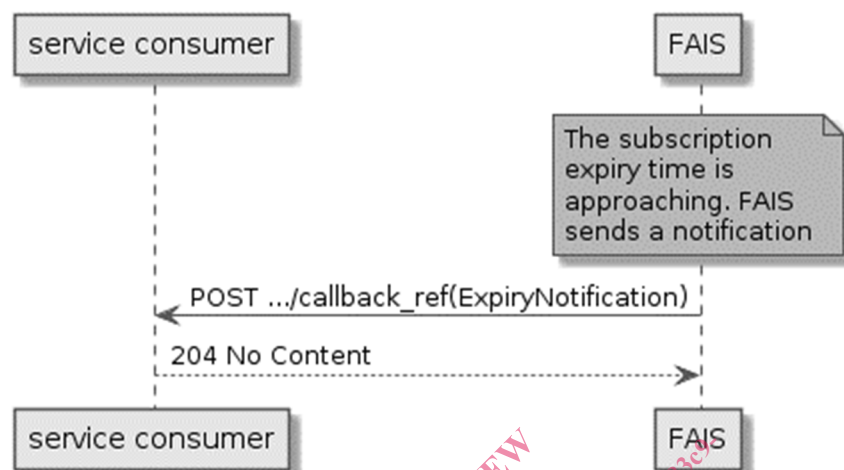 service consumer
FAIS
The subscription
expiry time is
approaching. FAIS
sends a notification
POST .../callback_ref(ExpiryNotification)
204 No Content
service consumer
FAIS